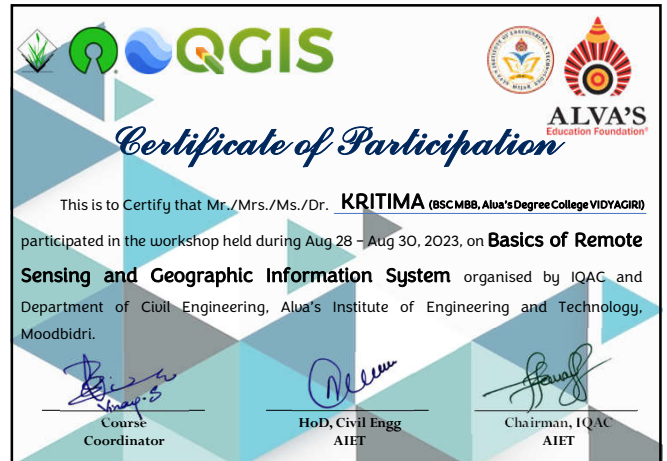 QGIS
ALVA'S
Education Foundation®
Certificate of Participation
This is to Certify that Mr./Mrs./Ms./Dr. KRITIMA (BSC MBB, Alva's Degree College VIDYAGIRI)
participated in the workshop held during Aug 28 – Aug 30, 2023, on Basics of Remote
Sensing and Geographic Information System organised by IQAC and
Department of Civil Engineering, Alva's Institute of Engineering and Technology,
Moodbidri.
Course
Coordinator
HoD, Civil Engg
AIET
Chairman, IQAC
AIET